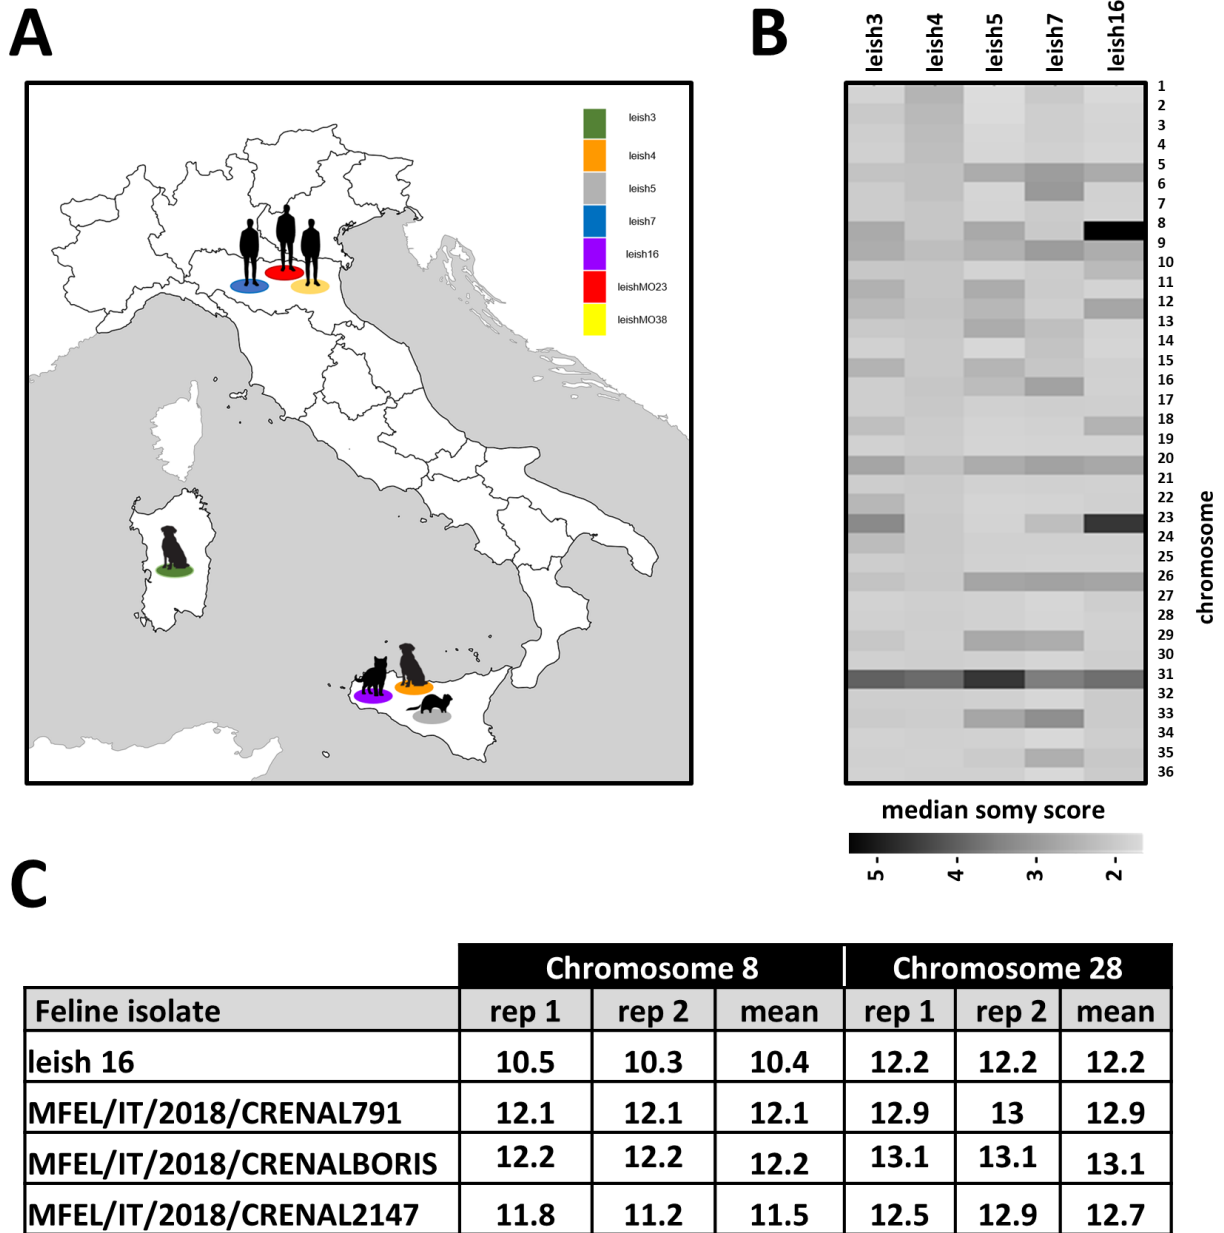 A
leish3
leish4
leish5
leish7
leish16
leishMO23
leishMO38
B
leish3 leish4 leish5 leish7 leish16
1
2
3
4
5
6
7
8
9
10
11
12
13
14
15
16
17
18
19
20
21
22
23
24
25
26
27
28
29
30
31
32
33
34
35
36
chromosome
median somy score
5- 4- 3- 2-
C
Chromosome 8 Chromosome 28
Feline isolate rep 1 rep 2 mean rep 1 rep 2 mean
leish 16 10.5 10.3 10.4 12.2 12.2 12.2
MFEL/IT/2018/CRENAL791 12.1 12.1 12.1 12.9 13 12.9
MFEL/IT/2018/CRENALBORIS 12.2 12.2 12.2 13.1 13.1 13.1
MFEL/IT/2018/CRENAL2147 11.8 11.2 11.5 12.5 12.9 12.7